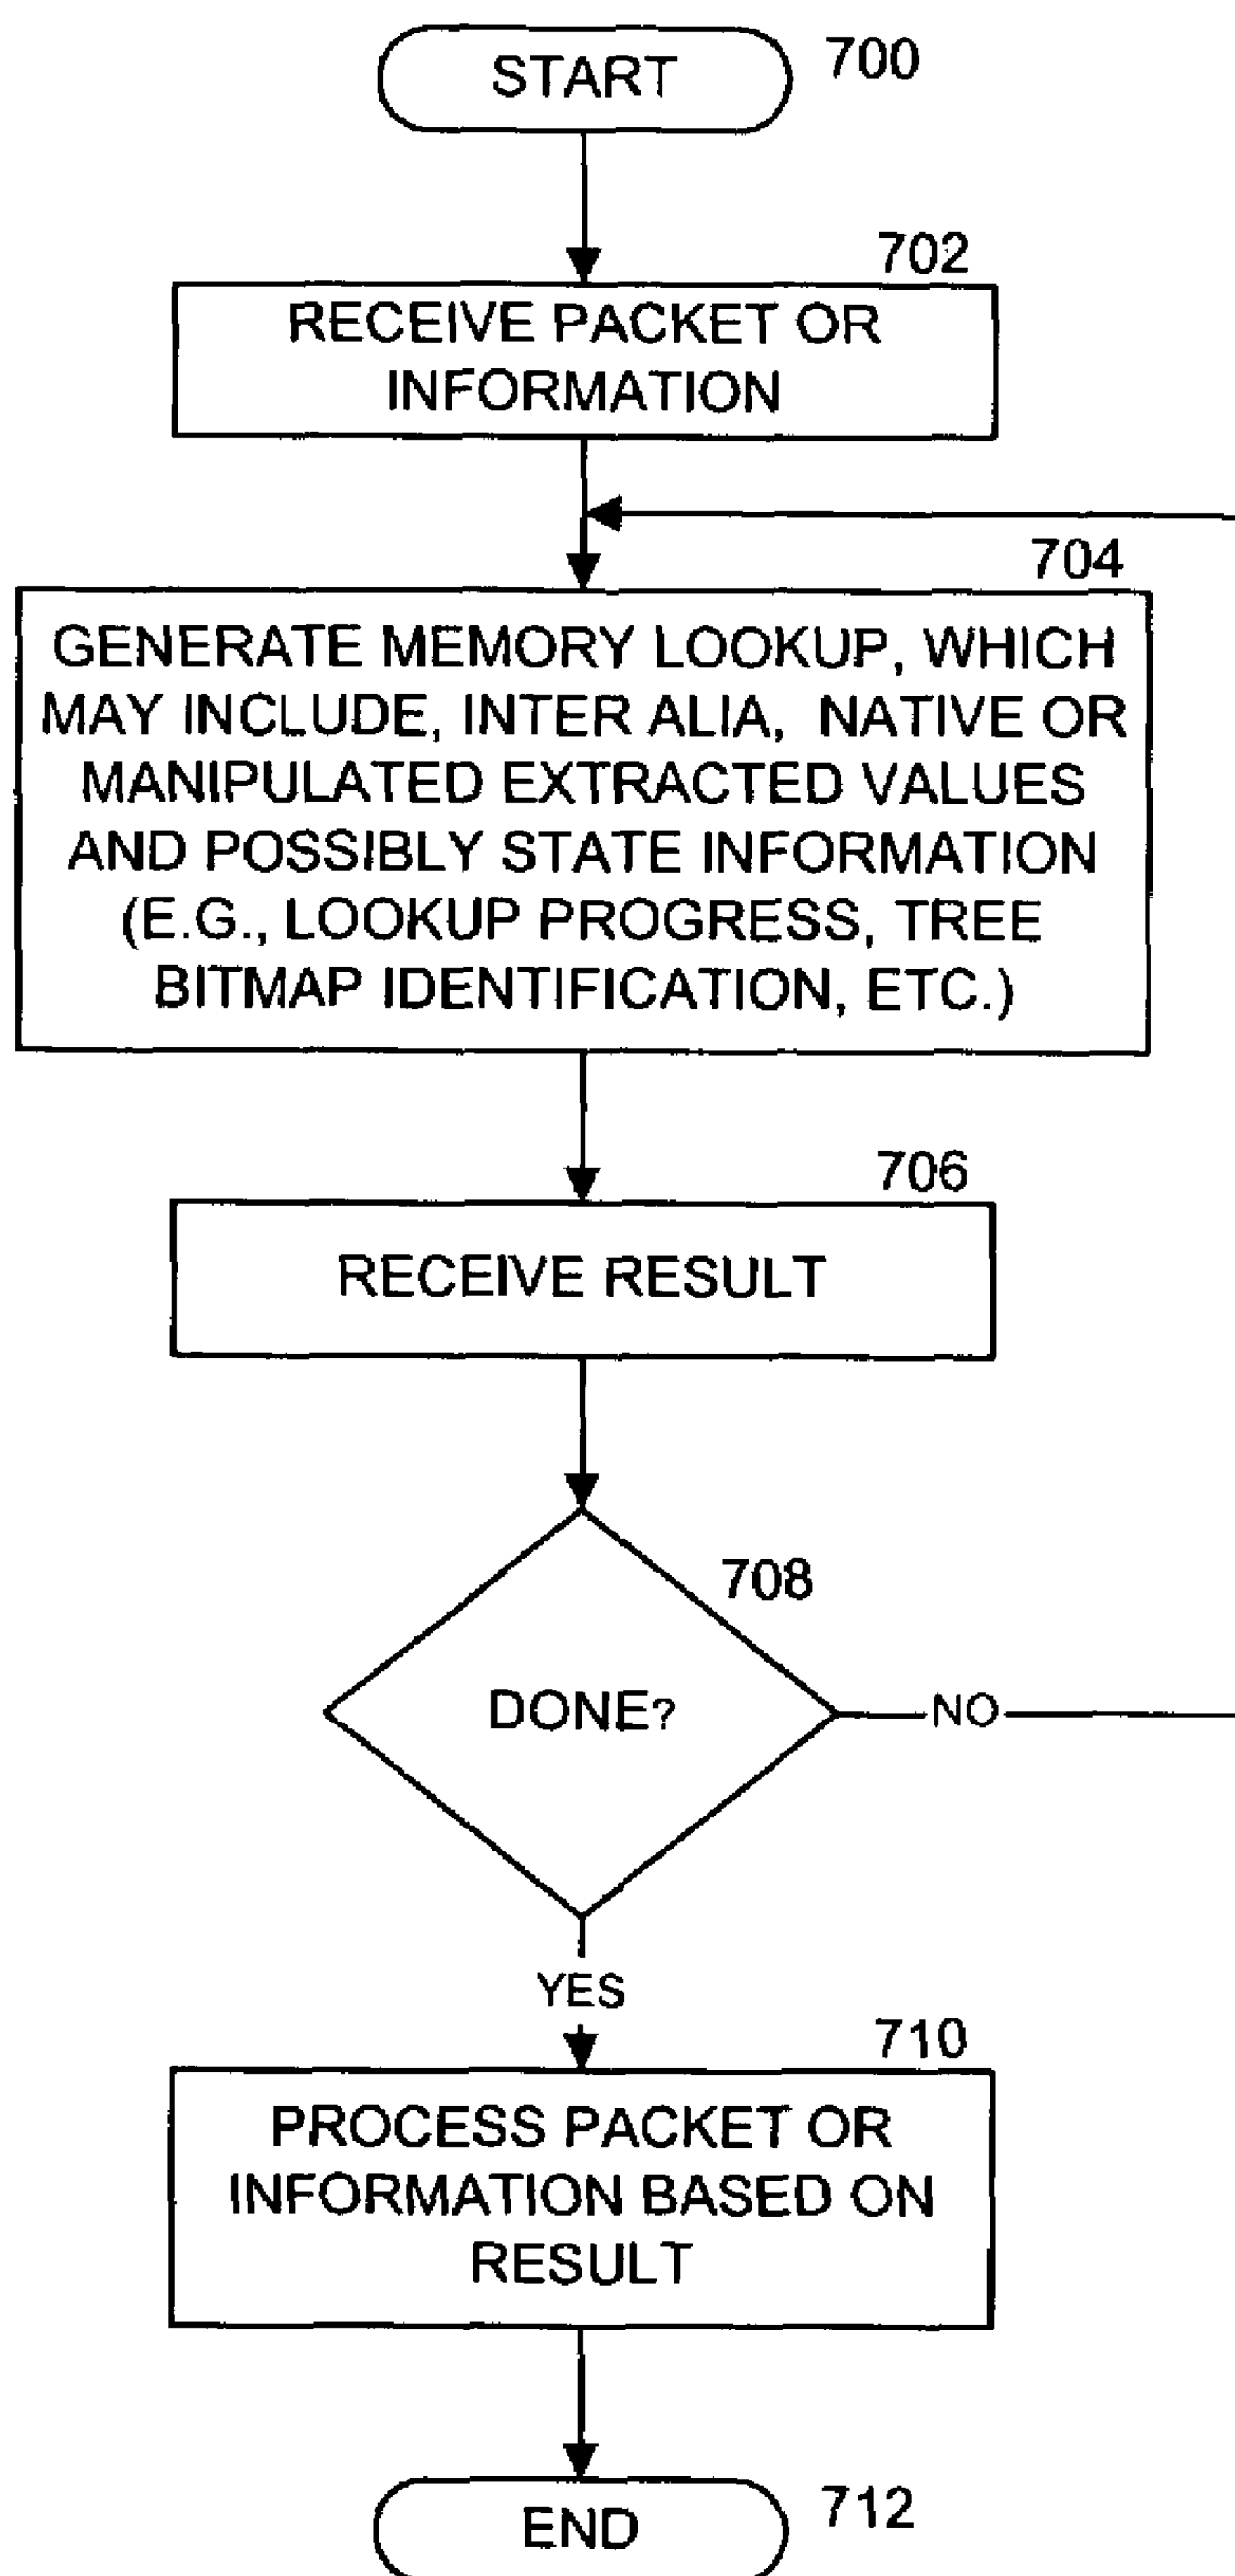 START
700
702
RECEIVE PACKET OR
INFORMATION
704
GENERATE MEMORY LOOKUP, WHICH
MAY INCLUDE, INTER ALIA, NATIVE OR
MANIPULATED EXTRACTED VALUES
AND POSSIBLY STATE INFORMATION
(E.G., LOOKUP PROGRESS, TREE
BITMAP IDENTIFICATION, ETC.)
706
RECEIVE RESULT
708
DONE?
NO
YES
710
PROCESS PACKET OR
INFORMATION BASED ON
RESULT
END
712